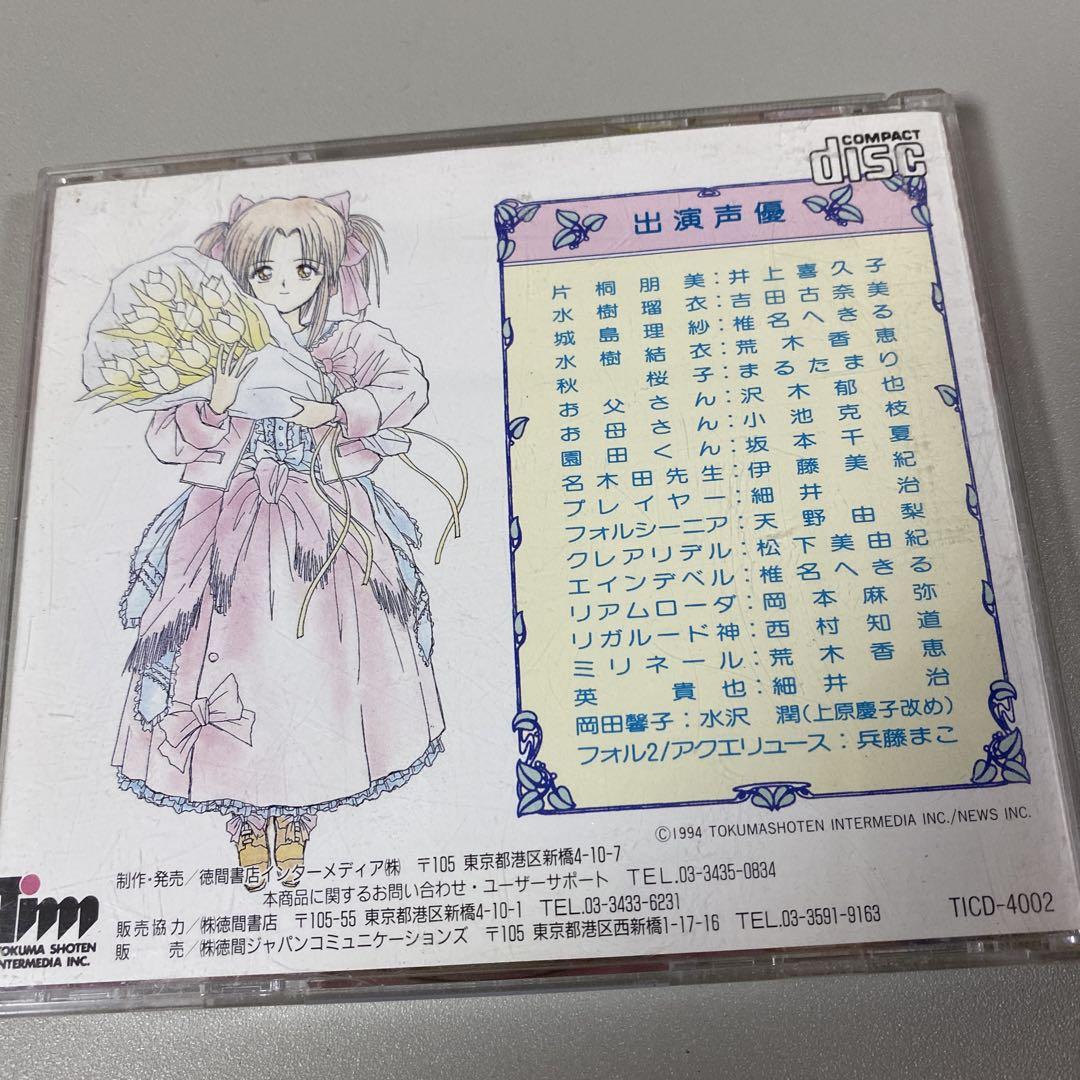 COMPACT
disc
出演声優
片桐朋美:井上喜久子
水樹瑠衣:吉田古奈美
城島理紗:椎名へきる
水樹結衣:荒木香恵
秋桜子:まるたまり
お父さん:沢木郁也
お母さん:小池克枝
園田くん:坂本千夏
名木田先生:伊藤美紀
プレイヤー:細井治
フォルシーニア:天野由梨
クレアリデル:松下美由紀
エインデベル:椎名へきる
リアムローダ:岡本麻弥
リガルード神:西村知道
ミリネール:荒木香恵
英貴也:細井治
岡田馨子:水沢潤(上原慶子改め)
フォル2/アクエリュース:兵藤まこ
©1994 TOKUMASHOTEN INTERMEDIA INC./NEWS INC.
制作・発売/徳間書店インターメディア㈱ 〒105 東京都港区新橋4-10-7
本商品に関するお問い合わせ・ユーザーサポート TEL.03-3435-0834
販売協力/㈱徳間書店 〒105-55 東京都港区新橋4-10-1 TEL.03-3433-6231
販売/㈱徳間ジャパンコミュニケーションズ 〒105 東京都港区西新橋1-17-16 TEL.03-3591-9163
TICD-4002
Tim
TOKUMA SHOTEN
INTERMEDIA INC.